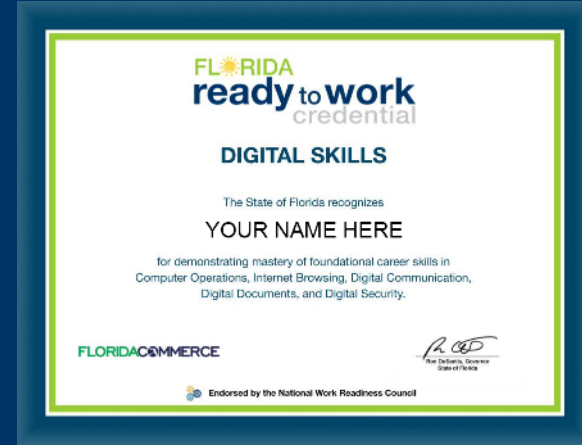 FLORIDA
ready to work
credential
DIGITAL SKILLS
The State of Florida recognizes
YOUR NAME HERE
for demonstrating mastery of foundational career skills in
Computer Operations, Internet Browsing, Digital Communication,
Digital Documents, and Digital Security.
FLORIDACOMMERCE
Ron DeSantis, Governor
State of Florida
Endorsed by the National Work Readiness Council